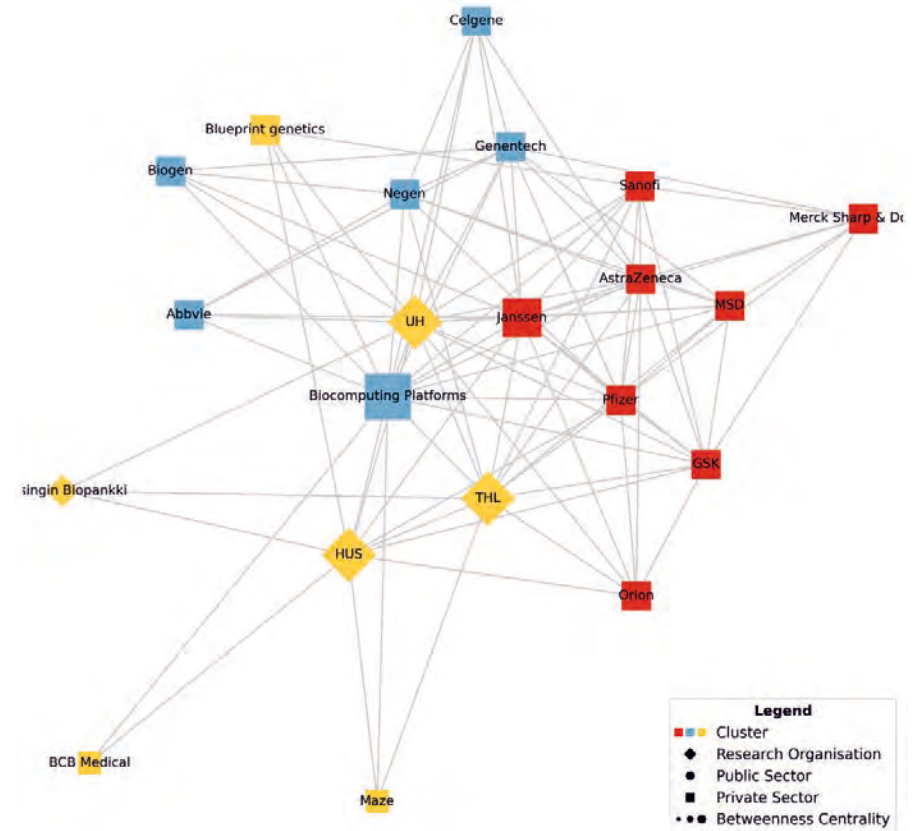 Celgene
Blueprint genetics
Genentech
Biogen
Negen
Sanofi
Merck Sharp & Do
AstraZeneca
MSD
Abbvie
UH
Janssen
Biocomputing Platforms
Pfizer
GSK
singin Biopankki
THL
HUS
Orion
BCB Medical
Maze
Legend
Cluster
Research Organisation
Public Sector
Private Sector
Betweenness Centrality